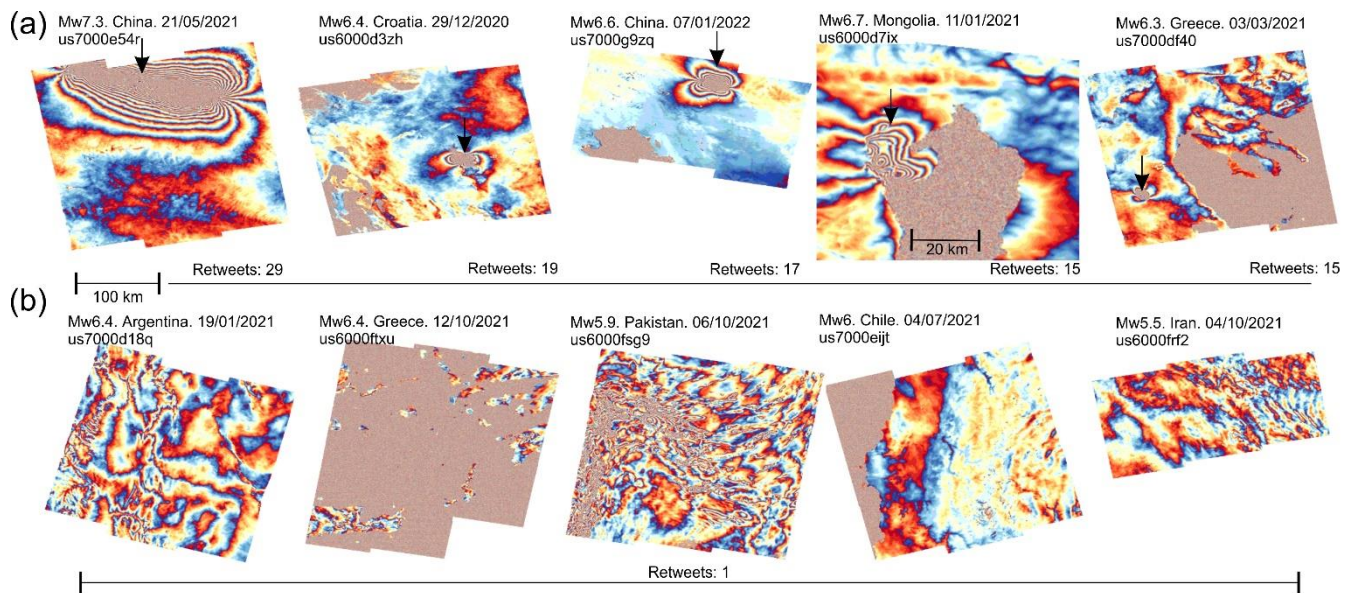 (a)
Mw7.3. China. 21/05/2021
us7000e54r
Mw6.4. Croatia. 29/12/2020
us6000d3zh
Mw6.6. China. 07/01/2022
us7000g9zq
Mw6.7. Mongolia. 11/01/2021
us6000d7ix
Mw6.3. Greece. 03/03/2021
us7000df40
20 km
Retweets: 29
Retweets: 19
Retweets: 17
Retweets: 15
Retweets: 15
100 km
(b)
Mw6.4. Argentina. 19/01/2021
us7000d18q
Mw6.4. Greece. 12/10/2021
us6000ftxu
Mw5.9. Pakistan. 06/10/2021
us6000fsg9
Mw6. Chile. 04/07/2021
us7000eijt
Mw5.5. Iran. 04/10/2021
us6000frf2
Retweets: 1